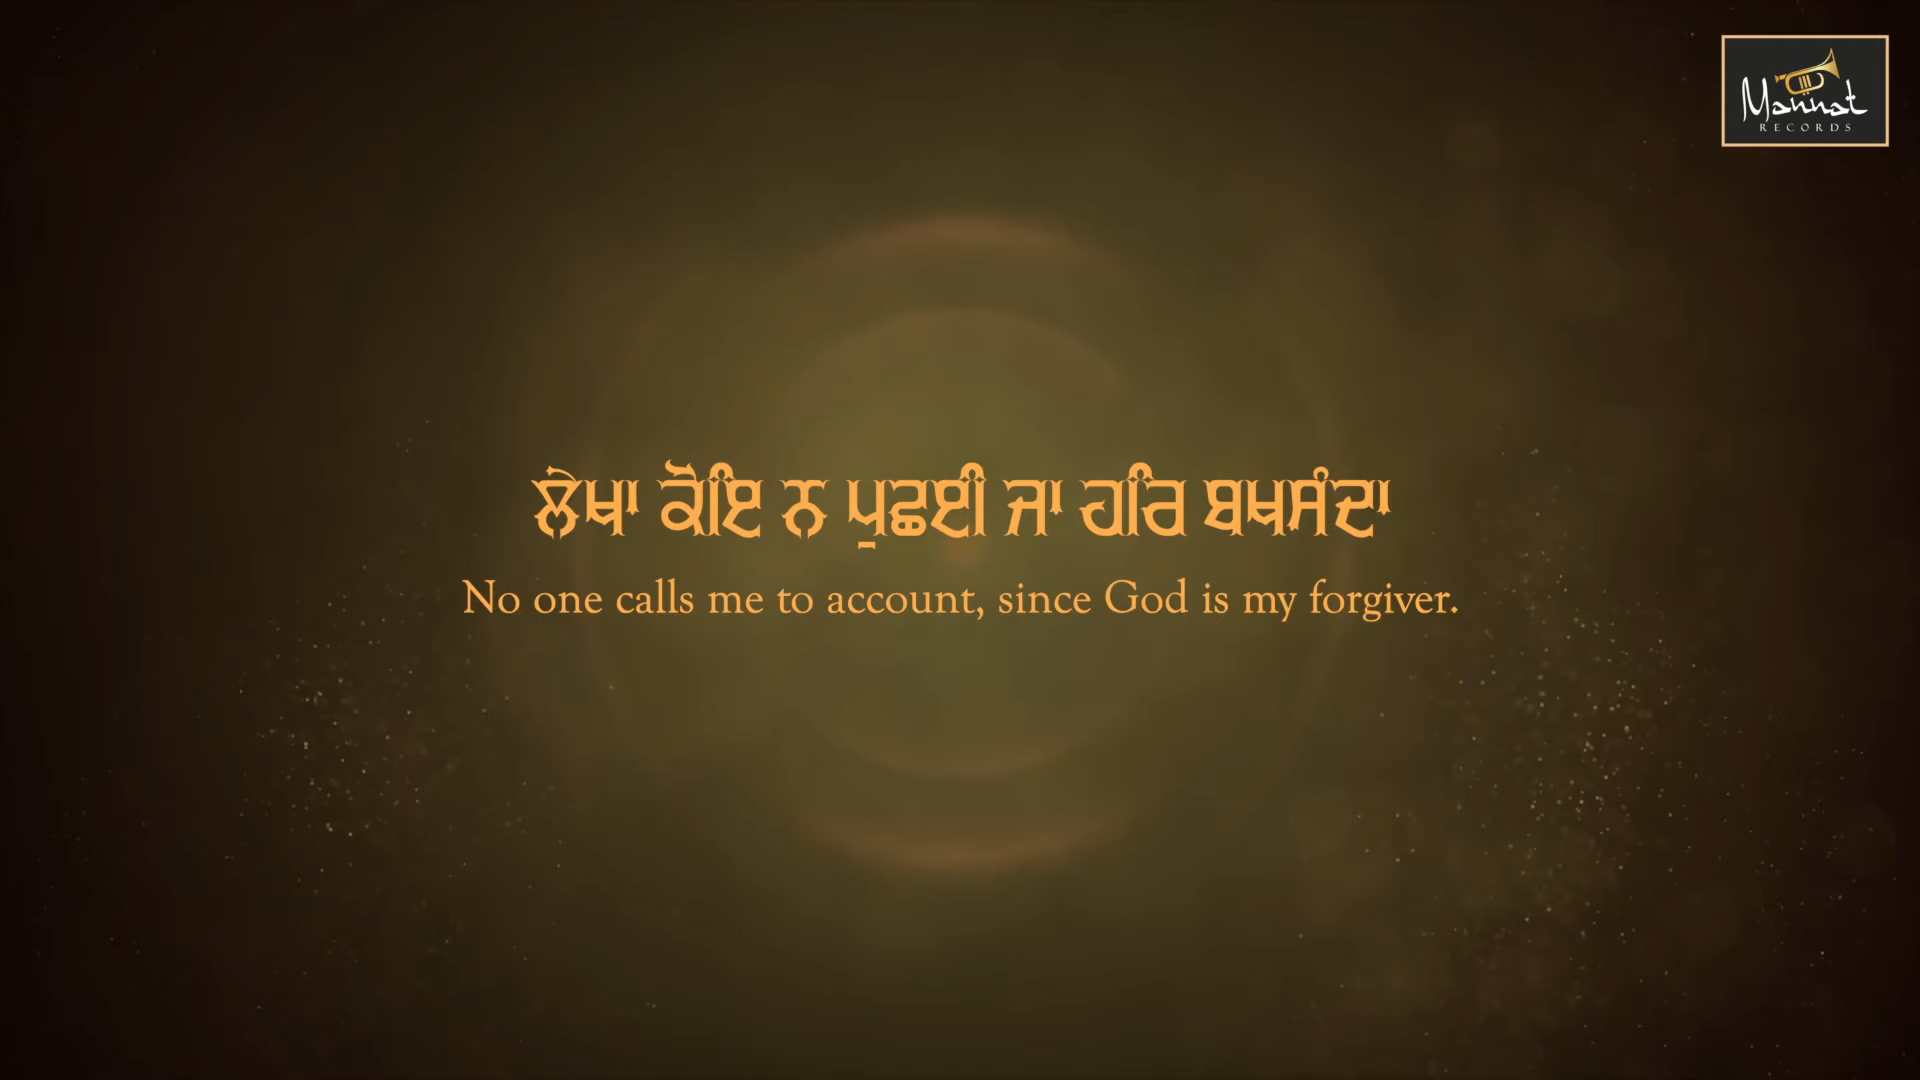 Mannat
RECORDS
ਲੇਖਾ ਕੋਇ ਨ ਪੁਛਈ ਜਾ ਹਰਿ ਬਖਸੰਦਾ
No one calls me to account, since God is my forgiver.